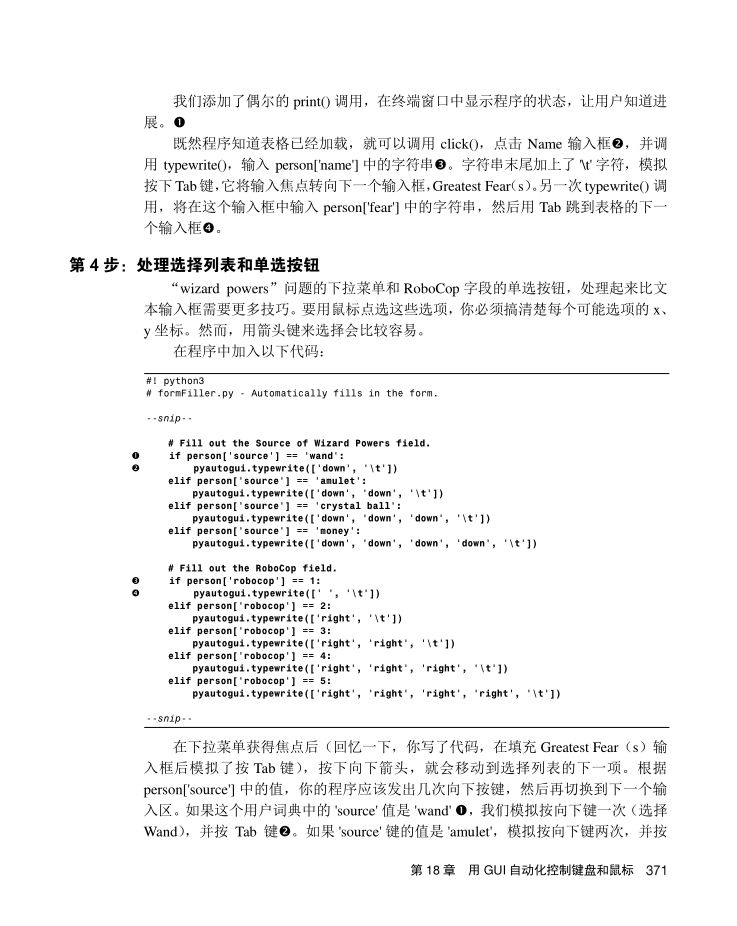 我们添加了偶尔的 print() 调用，在终端窗口中显示程序的状态，让用户知道进
展。❶
既然程序知道表格已经加载，就可以调用 click()，点击 Name 输入框❷，并调
用 typewrite()，输入 person['name'] 中的字符串❸。字符串末尾加上了 '\t' 字符，模拟
按下 Tab 键，它将输入焦点转向下一个输入框，Greatest Fear（s）。另一次 typewrite() 调
用，将在这个输入框中输入 person['fear'] 中的字符串，然后用 Tab 跳到表格的下一
个输入框❹。
第 4 步：处理选择列表和单选按钮
“wizard powers”问题的下拉菜单和 RoboCop 字段的单选按钮，处理起来比文
本输入框需要更多技巧。要用鼠标点选这些选项，你必须搞清楚每个可能选项的 x、
y 坐标。然而，用箭头键来选择会比较容易。
在程序中加入以下代码：
#! python3
# formFiller.py - Automatically fills in the form.
--snip--
# Fill out the Source of Wizard Powers field.
❶ if person['source'] == 'wand':
❷ pyautogui.typewrite(['down', '\t'])
elif person['source'] == 'amulet':
pyautogui.typewrite(['down', 'down', '\t'])
elif person['source'] == 'crystal ball':
pyautogui.typewrite(['down', 'down', 'down', '\t'])
elif person['source'] == 'money':
pyautogui.typewrite(['down', 'down', 'down', 'down', '\t'])
# Fill out the RoboCop field.
❸ if person['robocop'] == 1:
❹ pyautogui.typewrite([' ', '\t'])
elif person['robocop'] == 2:
pyautogui.typewrite(['right', '\t'])
elif person['robocop'] == 3:
pyautogui.typewrite(['right', 'right', '\t'])
elif person['robocop'] == 4:
pyautogui.typewrite(['right', 'right', 'right', '\t'])
elif person['robocop'] == 5:
pyautogui.typewrite(['right', 'right', 'right', 'right', '\t'])
--snip--
在下拉菜单获得焦点后（回忆一下，你写了代码，在填充 Greatest Fear（s）输
入框后模拟了按 Tab 键），按下向下箭头，就会移动到选择列表的下一项。根据
person['source'] 中的值，你的程序应该发出几次向下按键，然后再切换到下一个输
入区。如果这个用户词典中的 'source' 值是 'wand' ❶，我们模拟按向下键一次（选择
Wand），并按 Tab 键❷。如果 'source' 键的值是 'amulet'，模拟按向下键两次，并按
第 18 章 用 GUI 自动化控制键盘和鼠标 371